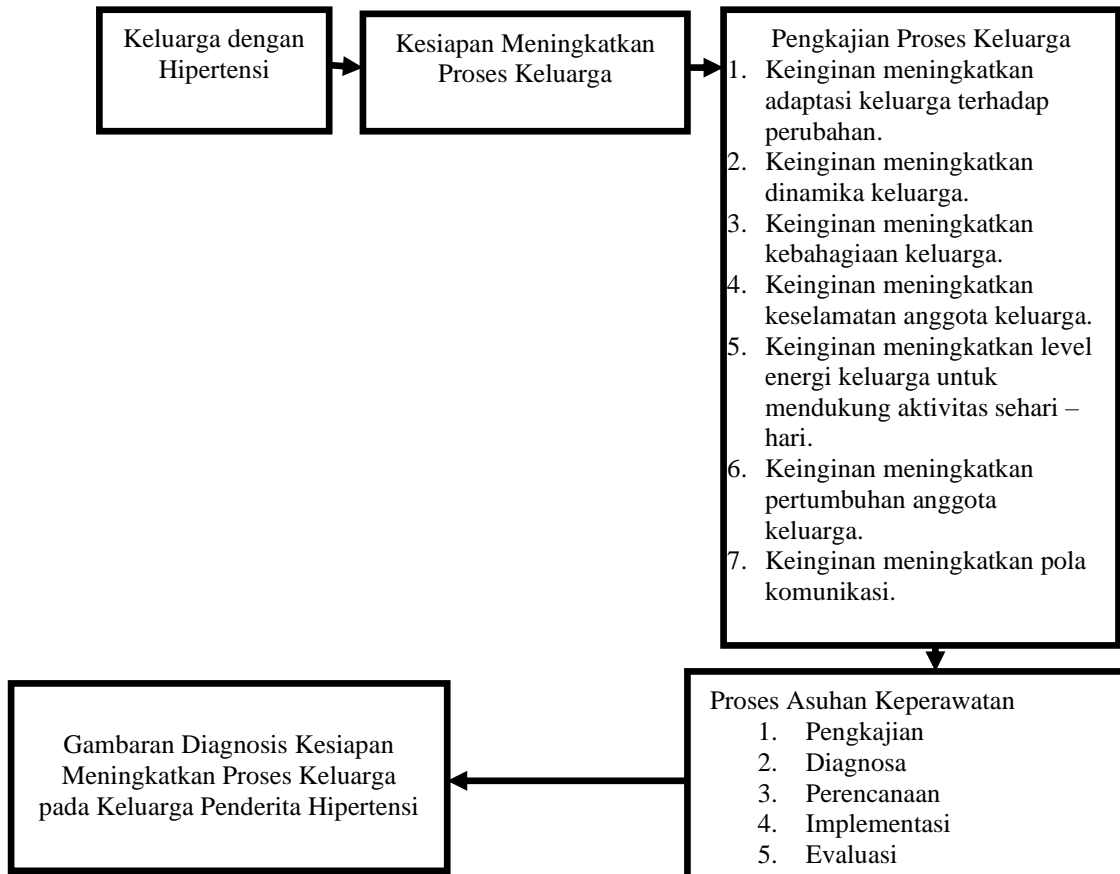 Keluarga dengan
Hipertensi
Kesiapan Meningkatkan
Proses Keluarga
Pengkajian Proses Keluarga
1. Keinginan meningkatkan
adaptasi keluarga terhadap
perubahan.
2. Keinginan meningkatkan
dinamika keluarga.
3. Keinginan meningkatkan
kebahagiaan keluarga.
4. Keinginan meningkatkan
keselamatan anggota keluarga.
5. Keinginan meningkatkan level
energi keluarga untuk
mendukung aktivitas sehari –
hari.
6. Keinginan meningkatkan
pertumbuhan anggota
keluarga.
7. Keinginan meningkatkan pola
komunikasi.
Proses Asuhan Keperawatan
1. Pengkajian
2. Diagnosa
3. Perencanaan
4. Implementasi
5. Evaluasi
Gambaran Diagnosis Kesiapan
Meningkatkan Proses Keluarga
pada Keluarga Penderita Hipertensi